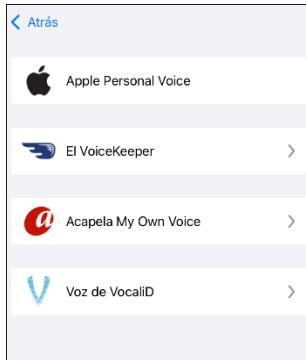 Atrás
Apple Personal Voice
El VoiceKeeper
Acapela My Own Voice
Voz de VocaliD